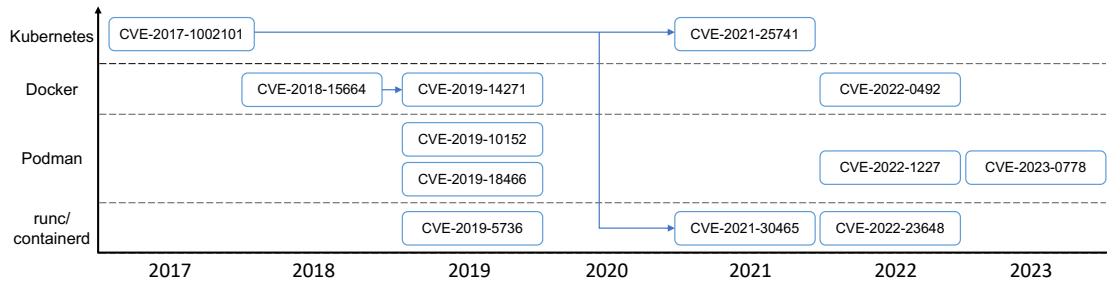 Kubernetes
CVE-2017-1002101
CVE-2021-25741
Docker
CVE-2018-15664
CVE-2019-14271
CVE-2022-0492
Podman
CVE-2019-10152
CVE-2019-18466
CVE-2022-1227
CVE-2023-0778
runc/
containerd
CVE-2019-5736
CVE-2021-30465
CVE-2022-23648
2017
2018
2019
2020
2021
2022
2023